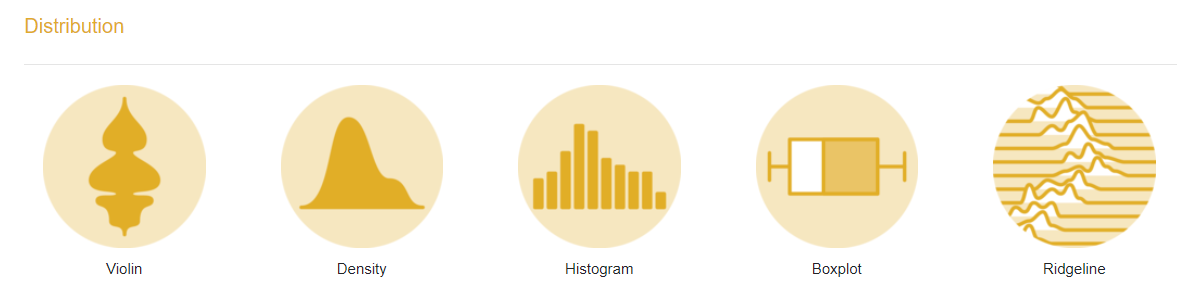 Distribution
Violin
Density
Histogram
Boxplot
Ridgeline